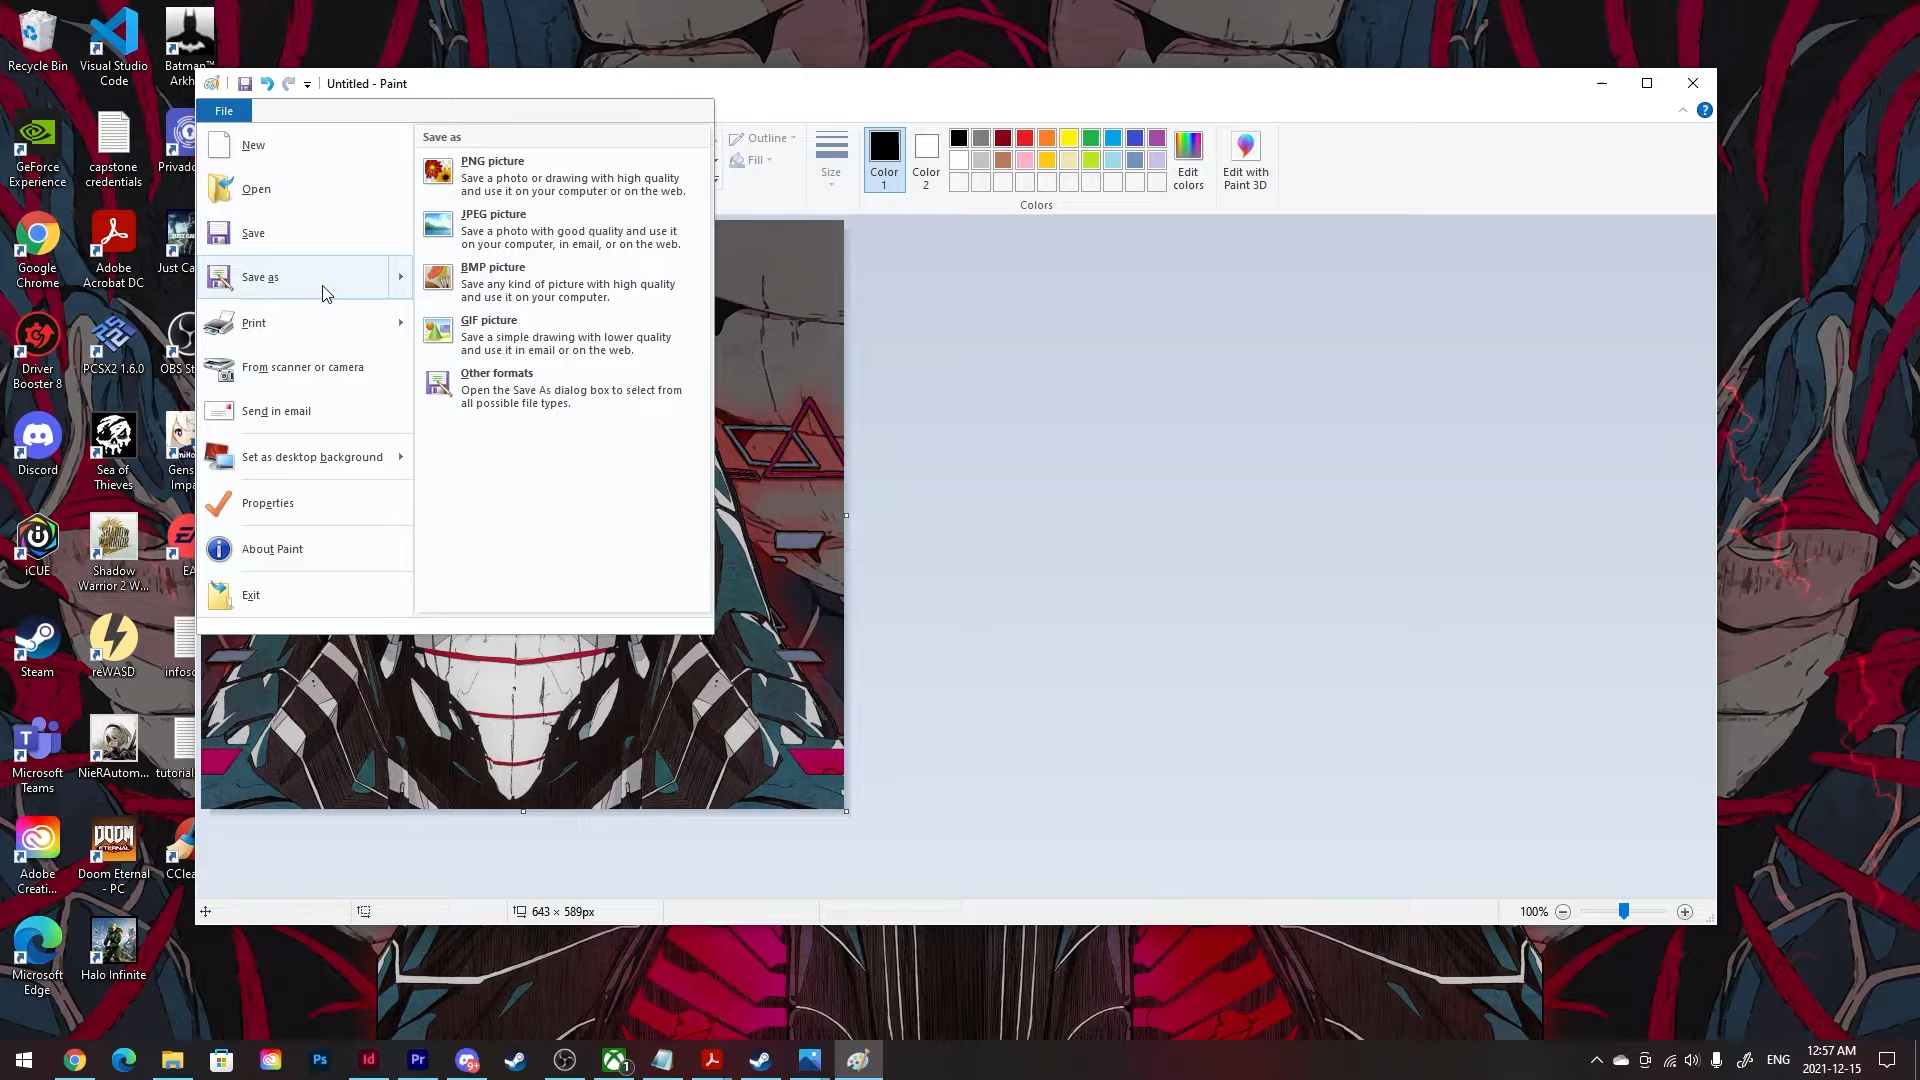 Recycle Bin
Visual Studio
Code
Batman™
Arkh
GeForce
Experience
capstone
credentials
Privado
Google
Chrome
Adobe
Acrobat DC
Just Ca
Driver
Booster 8
PCSX2 1.6.0
OBS St
Discord
Sea of
Thieves
Gens
Impa
iCUE
Shadow
Warrior 2 W...
EA
Steam
reWASD
infoso
Microsoft
Teams
NieRAutom...
tutorial
Adobe
Creati...
Doom Eternal
- PC
CClea
Microsoft
Edge
Halo Infinite
Untitled - Paint
File
New
Open
Save
Save as
Print
From scanner or camera
Send in email
Set as desktop background
Properties
About Paint
Exit
Save as
PNG picture
Save a photo or drawing with high quality
and use it on your computer or on the web.
JPEG picture
Save a photo with good quality and use it
on your computer, in email, or on the web.
BMP picture
Save any kind of picture with high quality
and use it on your computer.
GIF picture
Save a simple drawing with lower quality
and use it in email or on the web.
Other formats
Open the Save As dialog box to select from
all possible file types.
Outline
Fill
Size
Color
1
Color
2
Edit
colors
Edit with
Paint 3D
Colors
643 × 589px
100%
Ps
Id
Pr
9+
1
ENG
12:57 AM
2021-12-15